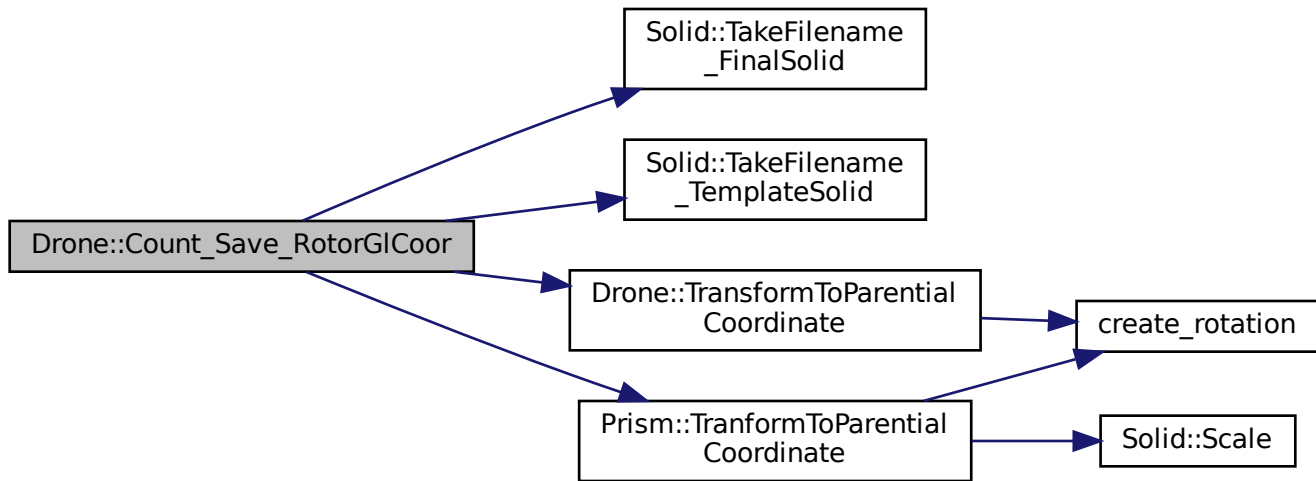 Solid::TakeFilename
_FinalSolid
Solid::TakeFilename
_TemplateSolid
Drone::Count_Save_RotorGlCoor
Drone::TransformToParential
Coordinate
create_rotation
Prism::TranformToParential
Coordinate
Solid::Scale